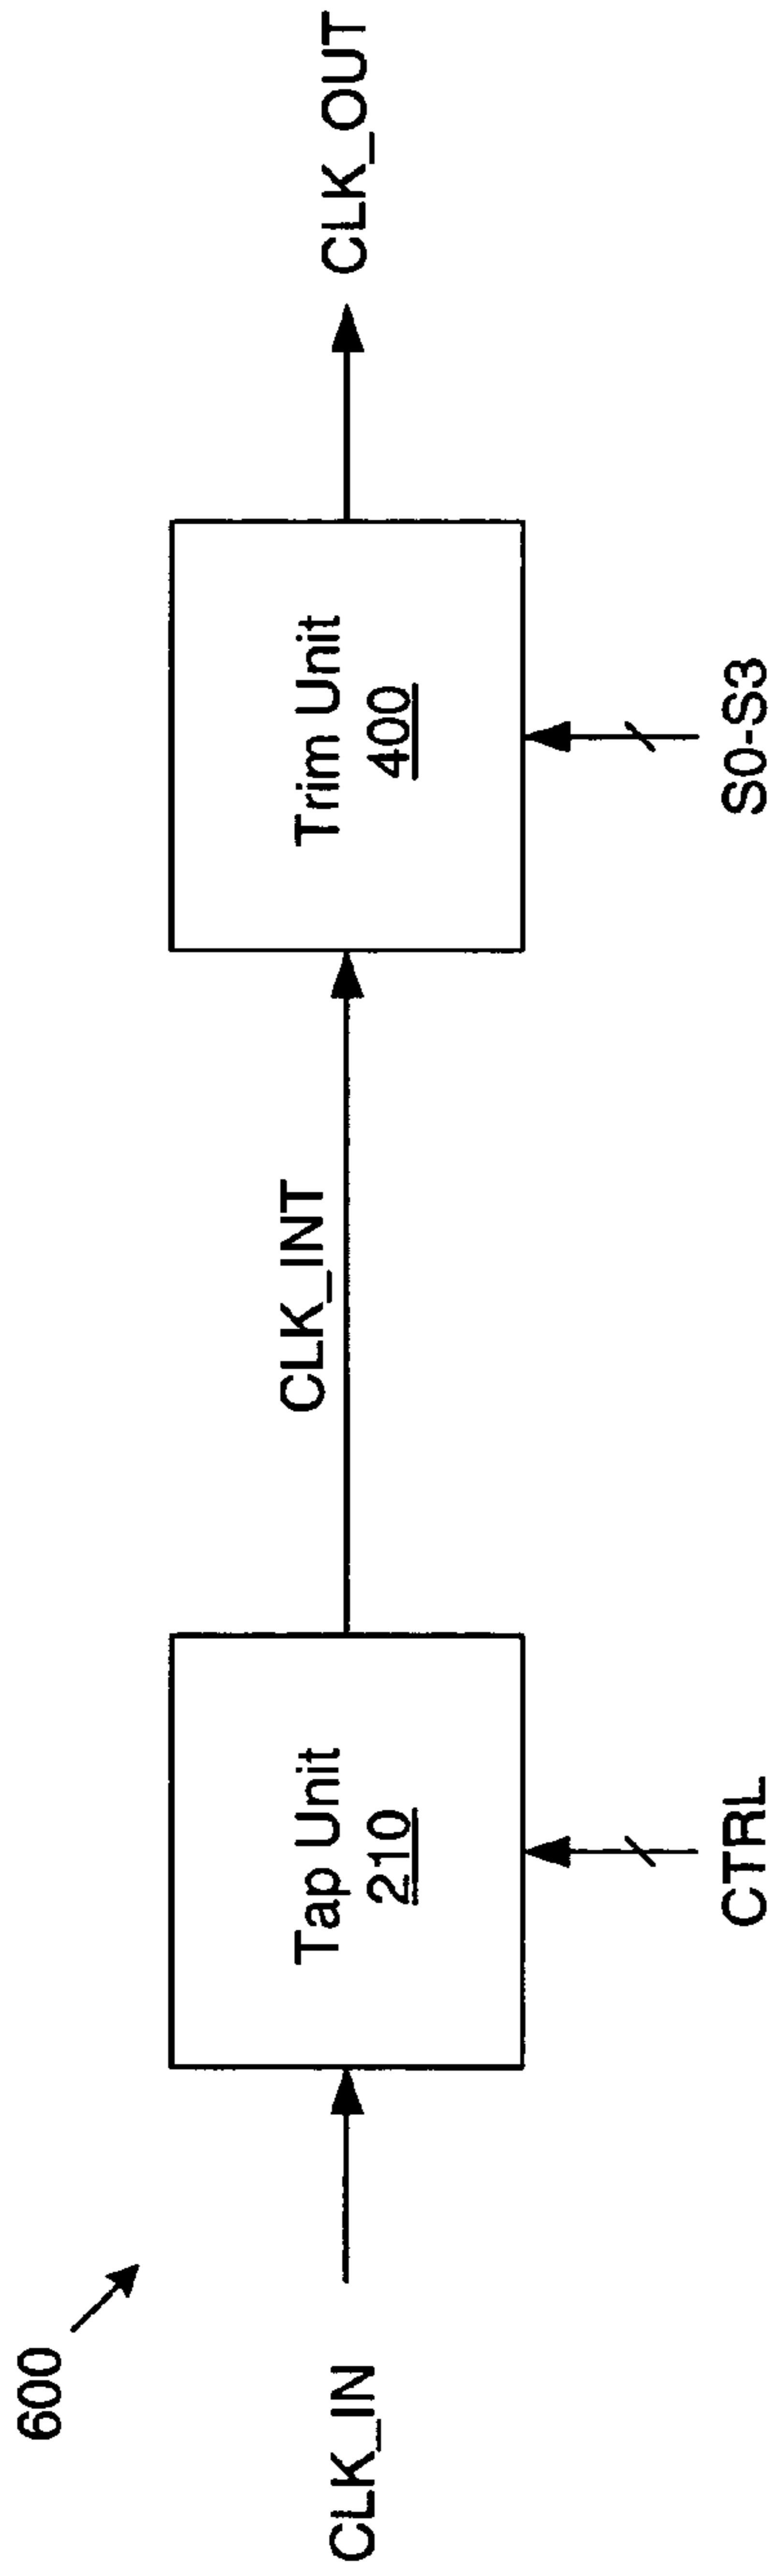 600
CLK_IN
Tap Unit
210
CTRL
CLK_INT
Trim Unit
400
S0-S3
CLK_OUT